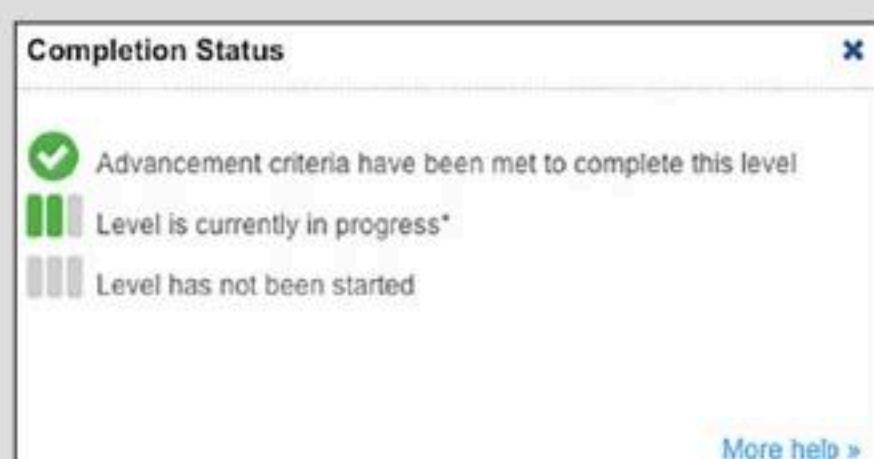 Completion Status
Advancement criteria have been met to complete this level
Level is currently in progress*
Level has not been started
More help »